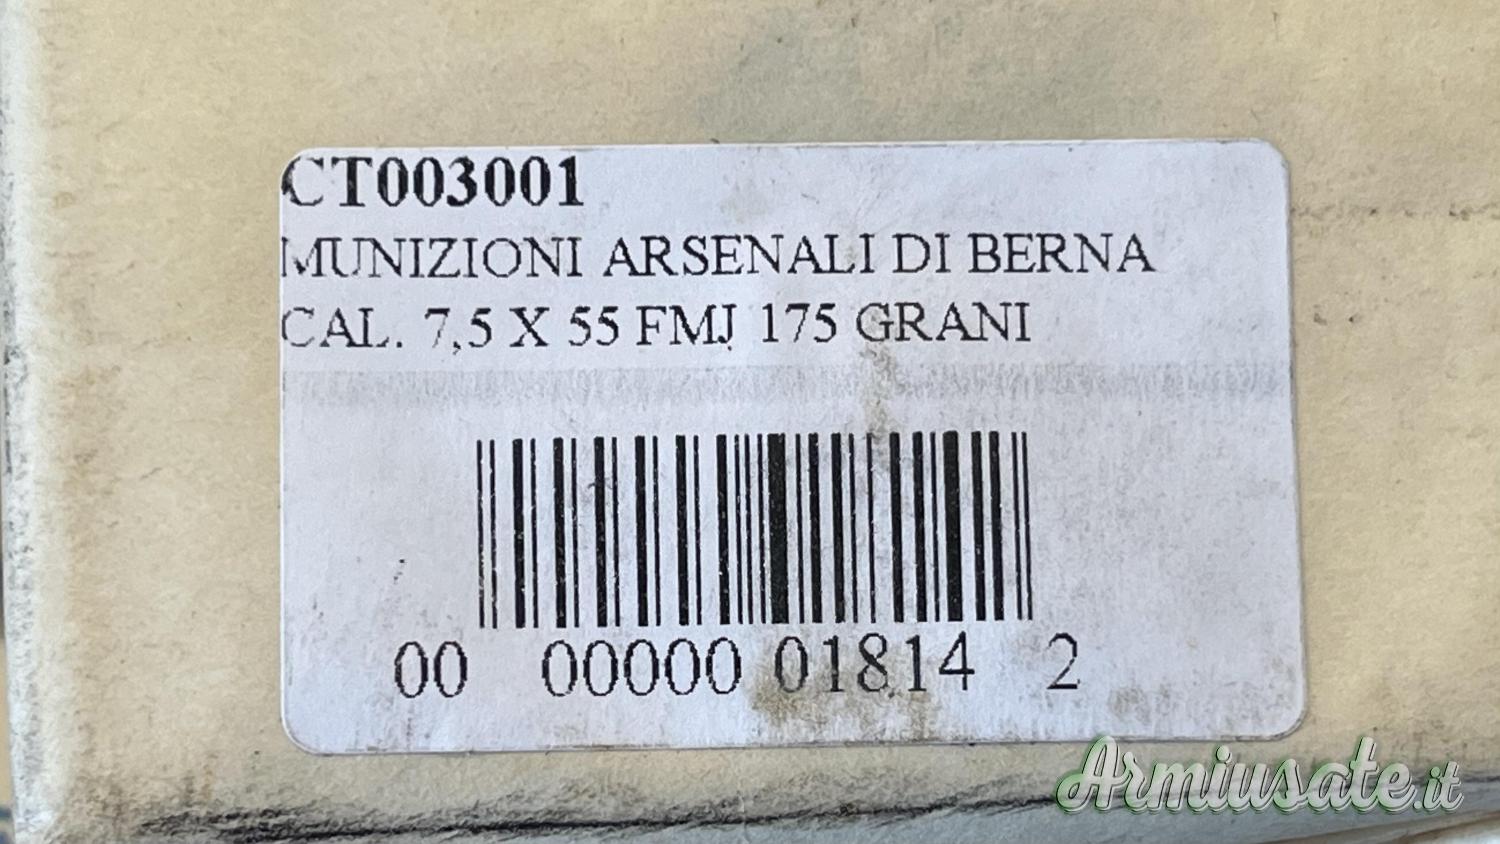 CT003001
MUNIZIONI ARSENALI DI BERNA
CAL. 7,5 X 55 FMJ 175 GRANI
00 00000 01814 2
Armiusate.it